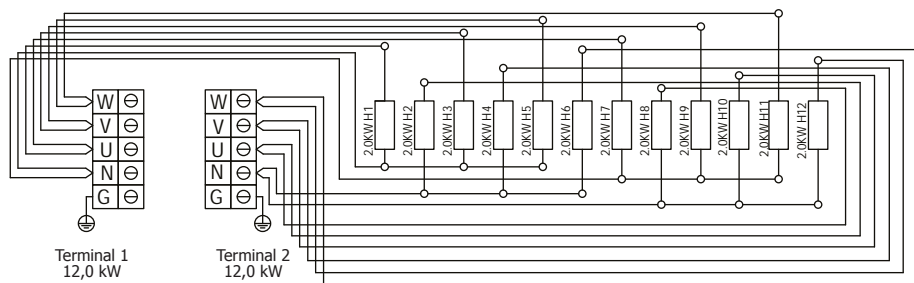 W
V
U
N
G
Terminal 1
12,0 kW
W
V
U
N
G
Terminal 2
12,0 kW
2.0KW H1
2.0KW H2
2.0KW H3
2.0KW H4
2.0KW H5
2.0KW H6
2.0KW H7
2.0KW H8
2.0KW H9
2.0KW H10
2.0KW H11
2.0KW H12